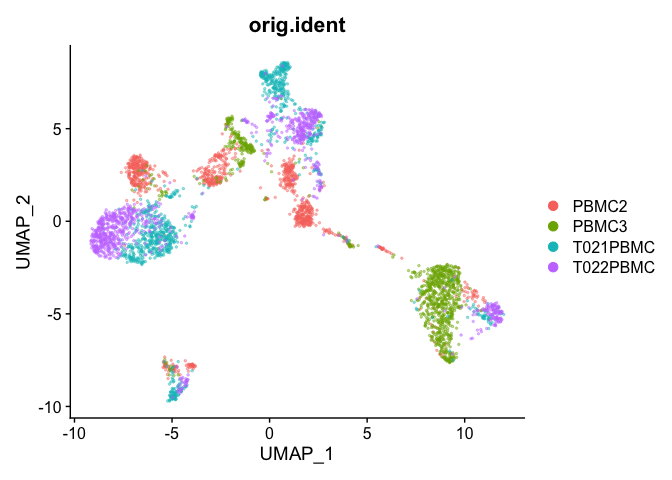 orig.ident
UMAP_2
5
0
-5
-10
-10
-5
0
5
10
UMAP_1
PBMC2
PBMC3
T021PBMC
T022PBMC